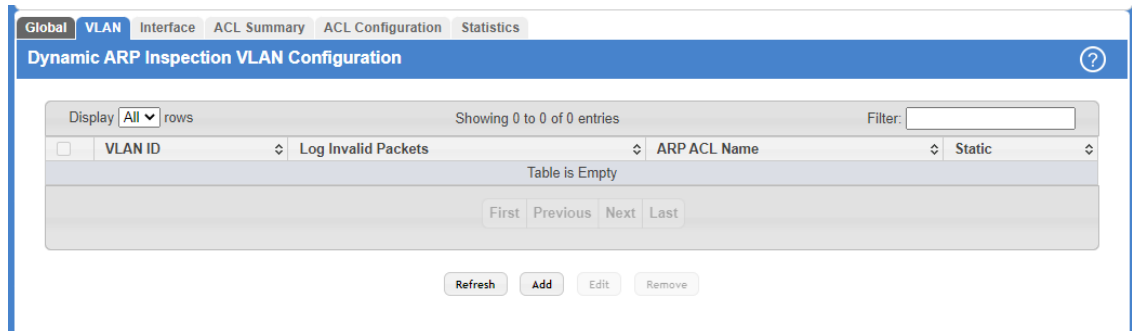 Global VLAN Interface ACL Summary ACL Configuration Statistics
Dynamic ARP Inspection VLAN Configuration ?
Display All rows Showing 0 to 0 of 0 entries Filter:
VLAN ID Log Invalid Packets ARP ACL Name Static
Table is Empty
First Previous Next Last
Refresh Add Edit Remove